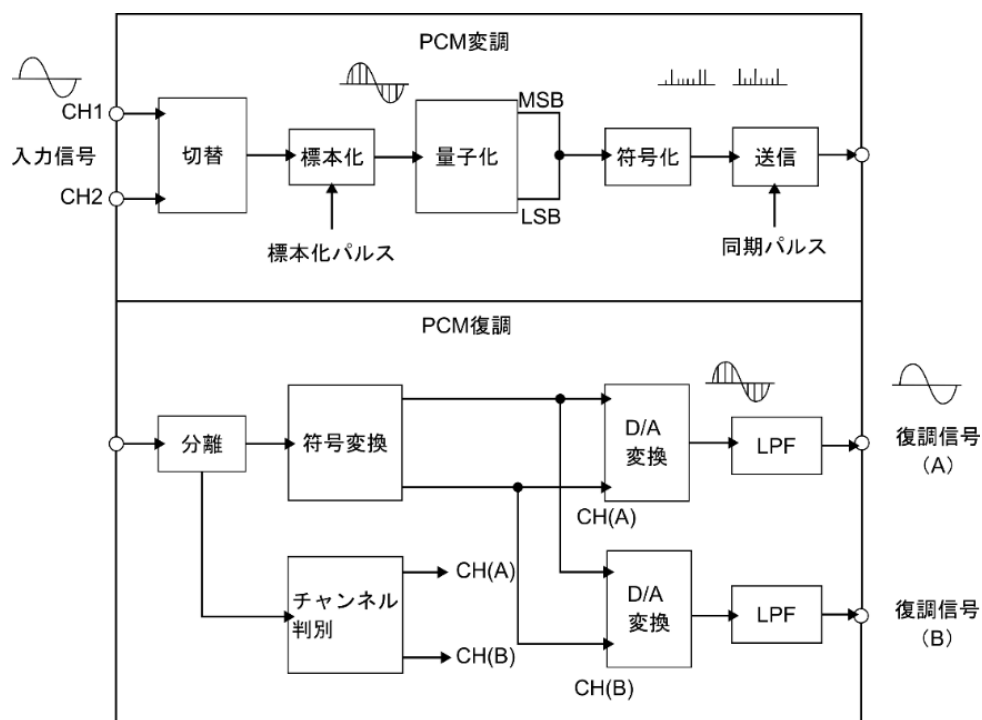 PCM変調
CH1
入力信号
CH2
切替
標本化
標本化パルス
量子化
MSB
LSB
符号化
送信
同期パルス
PCM復調
分離
符号変換
D/A
変換
CH(A)
LPF
復調信号
(A)
チャンネル
判別
CH(A)
CH(B)
D/A
変換
CH(B)
LPF
復調信号
(B)